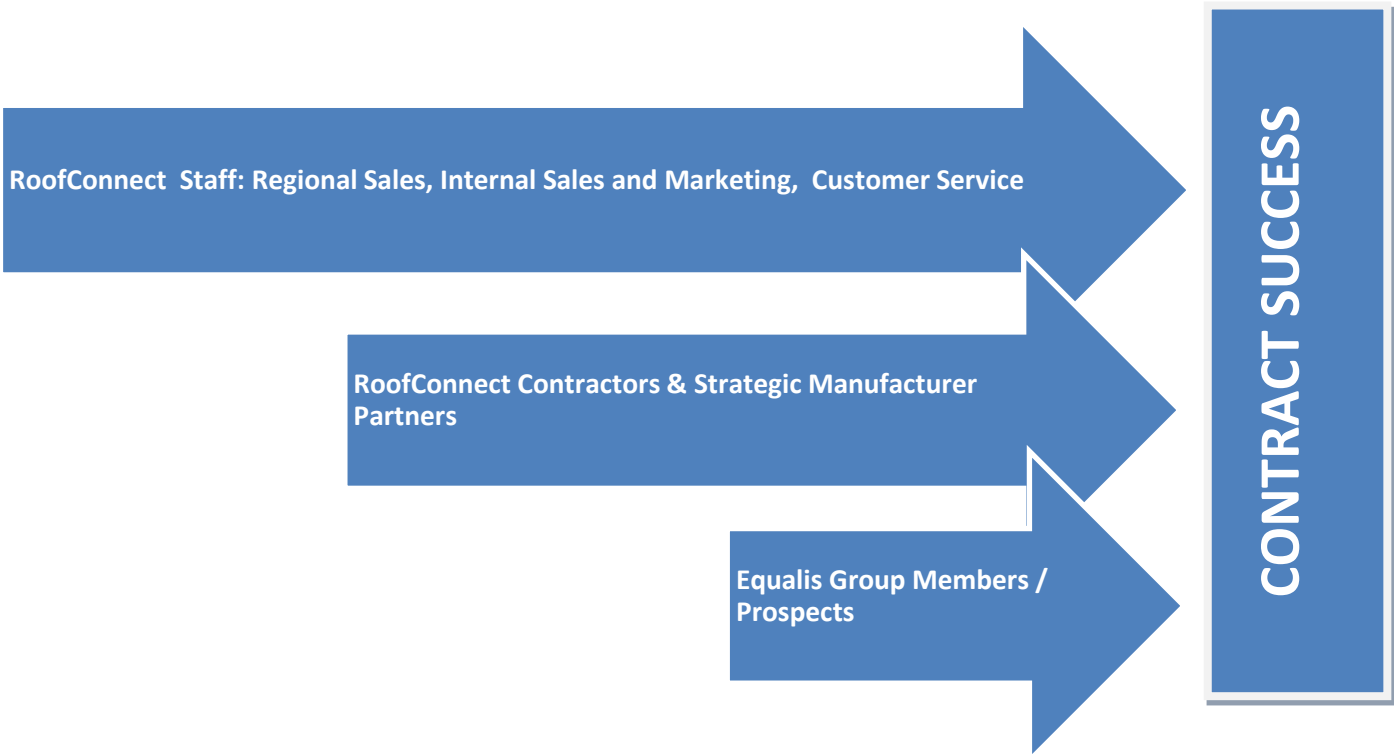 RoofConnect  Staff: Regional Sales, Internal Sales and Marketing,  Customer Service
RoofConnect Contractors & Strategic Manufacturer
Partners
Equalis Group Members /
Prospects
CONTRACT SUCCESS